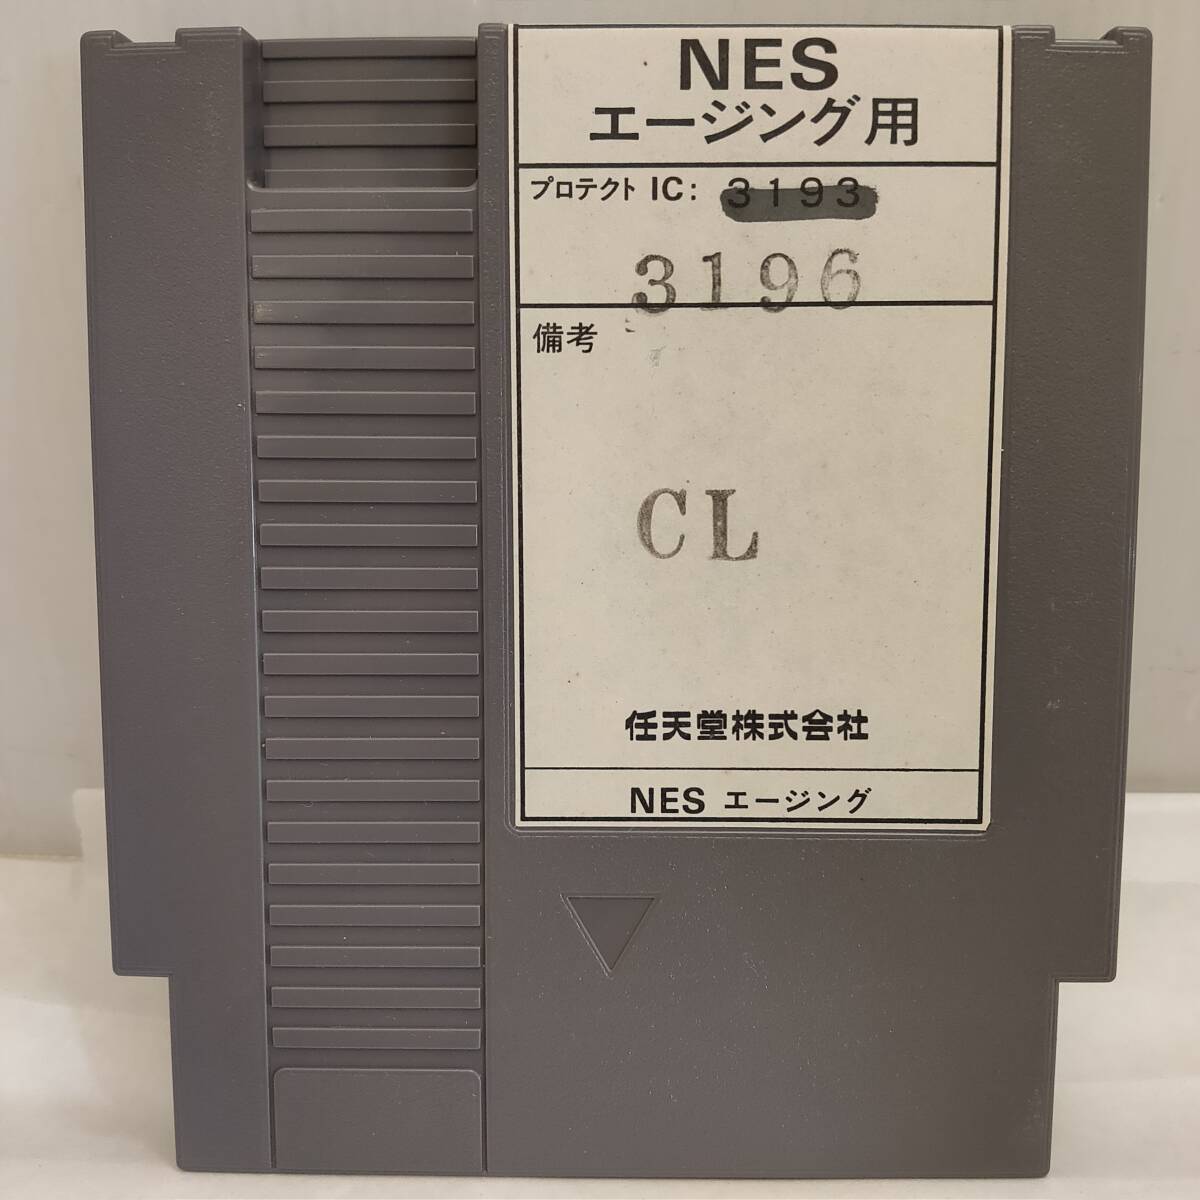 NES
エージング用
プロテクト IC: 3193
3196
備考
CL
任天堂株式会社
NES エージング